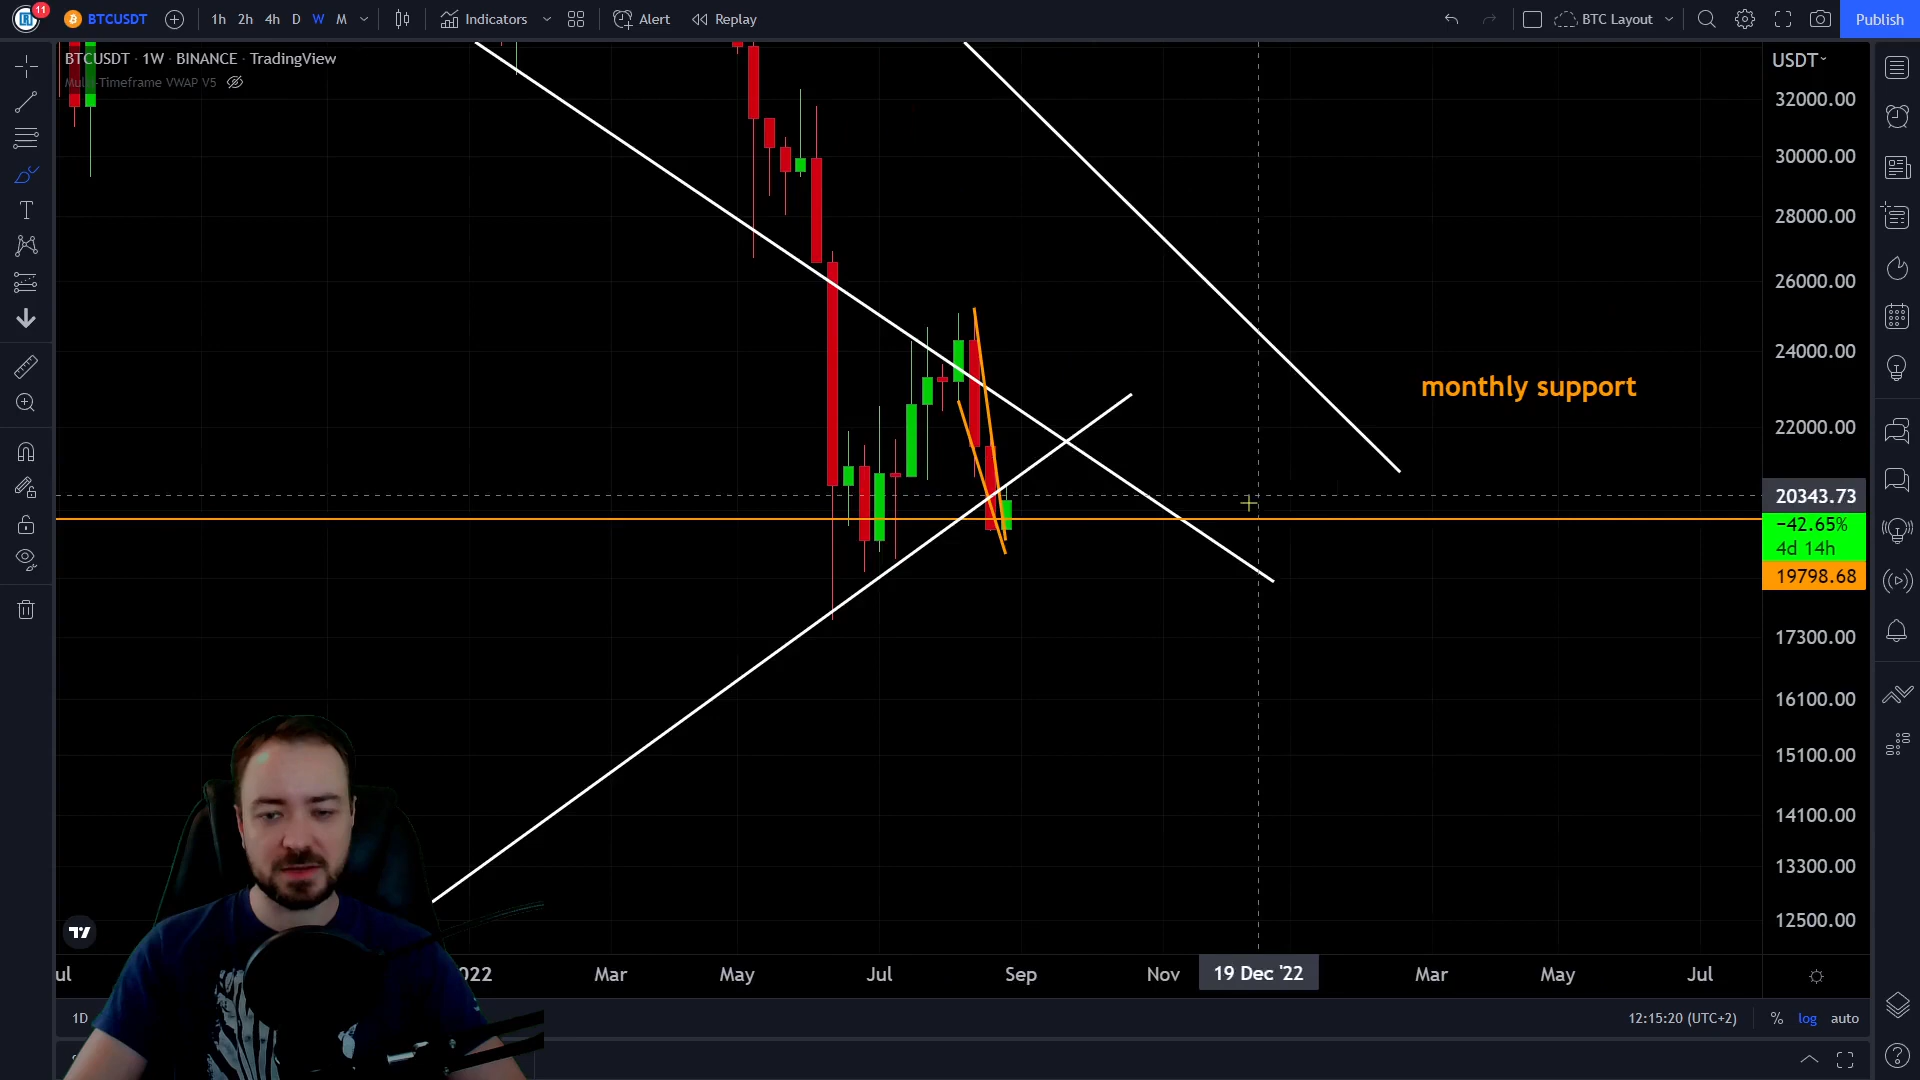 11
BTCUSDT
1h 2h 4h D W M
Indicators
Alert
Replay
BTC Layout
Publish
BTCUSDT · 1W · BINANCE · TradingView
Multi-Timeframe VWAP V5
USDT
32000.00
30000.00
28000.00
26000.00
24000.00
monthly support
22000.00
20343.73
−42.65%
4d 14h
19798.68
17300.00
16100.00
15100.00
14100.00
13300.00
12500.00
ul
022
Mar
May
Jul
Sep
Nov
19 Dec '22
Mar
May
Jul
1D
12:15:20 (UTC+2)
%
log
auto